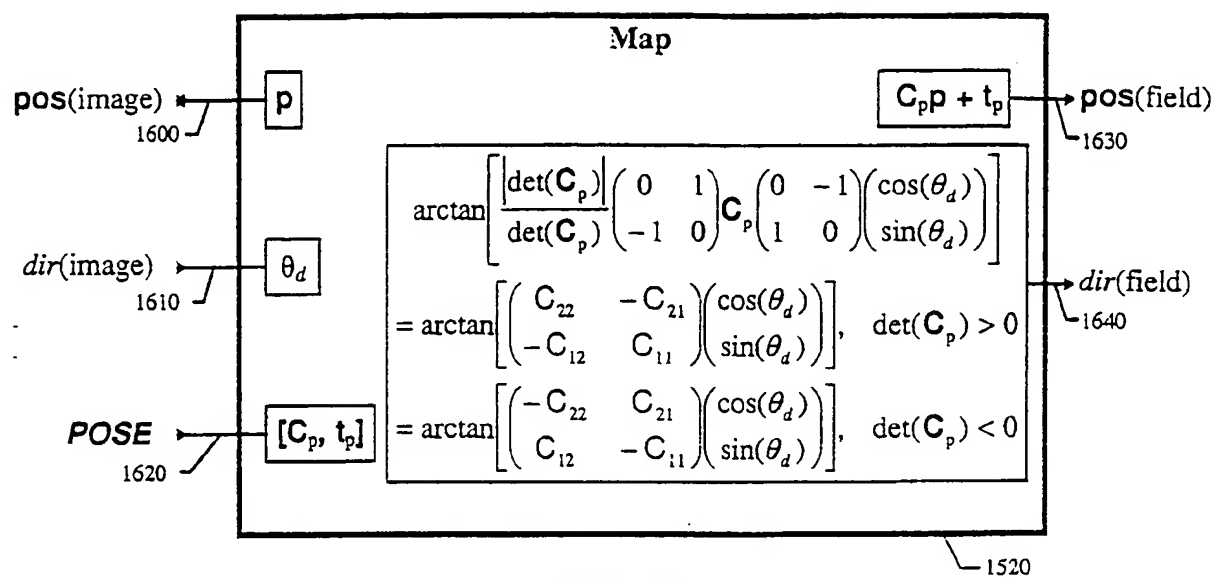 Map
pos(image)
1600
p
C_p p + t_p
pos(field)
1630
arctan[ |det(C_p)| / det(C_p) ( 0 1 ; -1 0 ) C_p ( 0 -1 ; 1 0 ) ( cos(θ_d) ; sin(θ_d) ) ]
dir(image)
1610
θ_d
= arctan[ ( C_22 -C_21 ; -C_12 C_11 ) ( cos(θ_d) ; sin(θ_d) ) ], det(C_p) > 0
dir(field)
1640
POSE
1620
[C_p, t_p]
= arctan[ ( -C_22 C_21 ; C_12 -C_11 ) ( cos(θ_d) ; sin(θ_d) ) ], det(C_p) < 0
1520